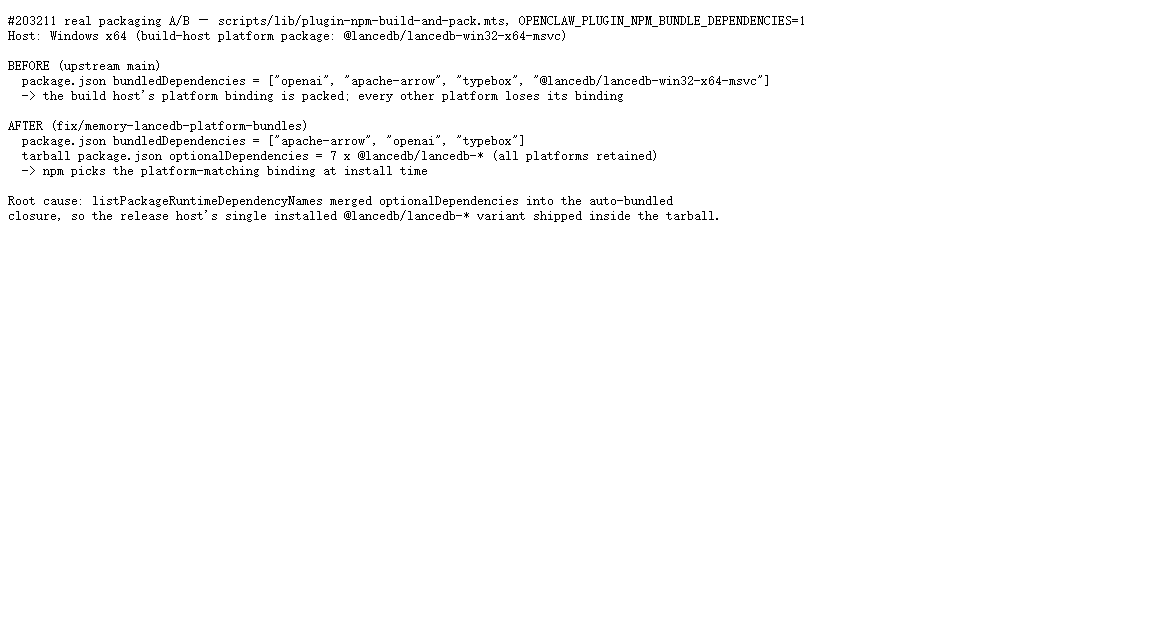 #203211 real packaging A/B — scripts/lib/plugin-npm-build-and-pack.mts, OPENCLAW_PLUGIN_NPM_BUNDLE_DEPENDENCIES=1
Host: Windows x64 (build-host platform package: @lancedb/lancedb-win32-x64-msvc)

BEFORE (upstream main)
  package.json bundledDependencies = ["openai", "apache-arrow", "typebox", "@lancedb/lancedb-win32-x64-msvc"]
  -> the build host's platform binding is packed; every other platform loses its binding

AFTER (fix/memory-lancedb-platform-bundles)
  package.json bundledDependencies = ["apache-arrow", "openai", "typebox"]
  tarball package.json optionalDependencies = 7 x @lancedb/lancedb-* (all platforms retained)
  -> npm picks the platform-matching binding at install time

Root cause: listPackageRuntimeDependencyNames merged optionalDependencies into the auto-bundled
closure, so the release host's single installed @lancedb/lancedb-* variant shipped inside the tarball.